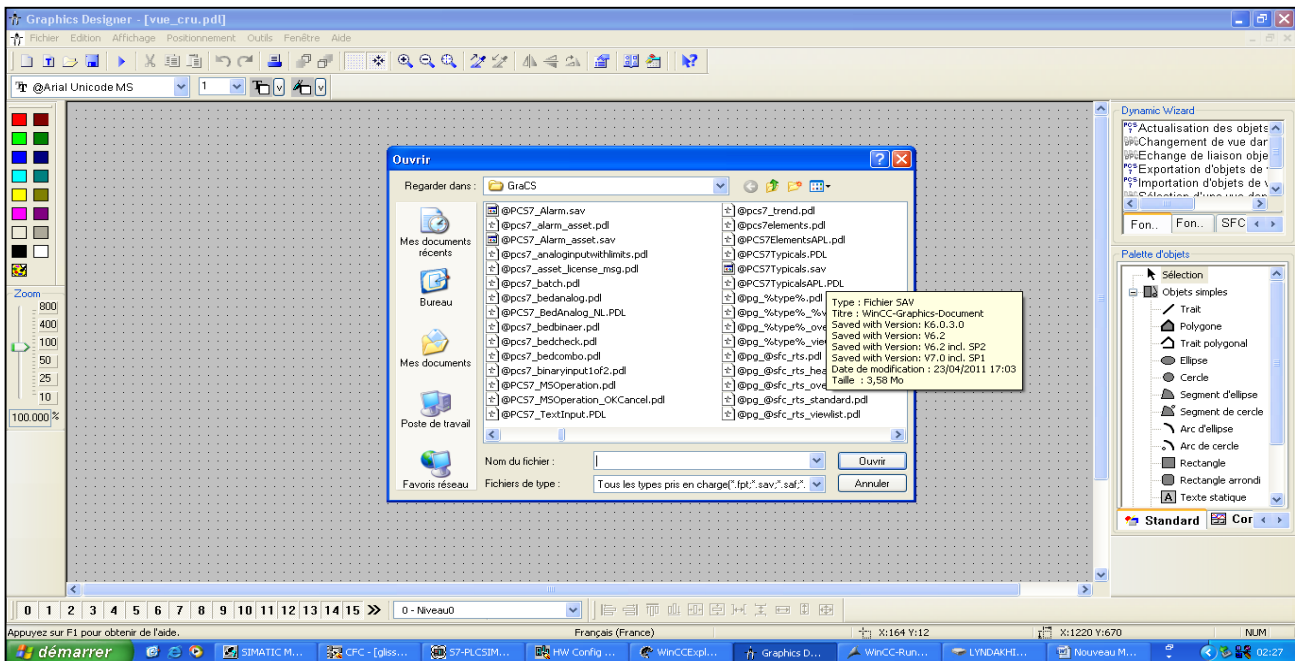 Graphics Designer - [vue_cru.pdl]
Fichier Edition Affichage Positionnement Outils Fenêtre Aide
@Arial Unicode MS 1
Zoom
800
400
100
50
25
10
100.000 %
Ouvrir
Regarder dans : GraCS
Mes documents récents
Bureau
Mes documents
Poste de travail
Favoris réseau
@PCS7_Alarm.sav
@pcs7_alarm_asset.pdl
@PCS7_Alarm_asset.sav
@pcs7_analoginputwithlimits.pdl
@pcs7_asset_license_msg.pdl
@pcs7_batch.pdl
@pcs7_bedanalog.pdl
@PCS7_BedAnalog_NL.PDL
@pcs7_bedbinaer.pdl
@pcs7_bedcheck.pdl
@pcs7_bedcombo.pdl
@pcs7_binaryinput1of2.pdl
@PCS7_MSOperation.pdl
@PCS7_MSOperation_OKCancel.pdl
@PCS7_TextInput.PDL
@pcs7_trend.pdl
@pcs7elements.pdl
@PCS7ElementsAPL.pdl
@PCS7Typicals.PDL
@PCS7Typicals.sav
@PCS7TypicalsAPL.PDL
@pg_%type%.pdl
@pg_%type%_%v
@pg_%type%_ove
@pg_%type%_vie
@pg_@sfc_rts.pdl
@pg_@sfc_rts_hea
@pg_@sfc_rts_ove
@pg_@sfc_rts_standard.pdl
@pg_@sfc_rts_viewlist.pdl
Type : Fichier SAV
Titre : WinCC-Graphics-Document
Saved with Version: K6.0.3.0
Saved with Version: V6.2
Saved with Version: V6.2 incl. SP2
Saved with Version: V7.0 incl. SP1
Date de modification : 23/04/2011 17:03
Taille : 3,58 Mo
Nom du fichier :
Ouvrir
Fichiers de type : Tous les types pris en charge(*.fpt;*.sav;*.saf;*.
Annuler
Dynamic Wizard
Actualisation des objets
Changement de vue dar
Echange de liaison obje
Exportation d'objets de
Importation d'objets de v
Fon.. Fon.. SFC
Palette d'objets
Sélection
Objets simples
Trait
Polygone
Trait polygonal
Ellipse
Cercle
Segment d'ellipse
Segment de cercle
Arc d'ellipse
Arc de cercle
Rectangle
Rectangle arrondi
Texte statique
Standard Cor
0 1 2 3 4 5 6 7 8 9 10 11 12 13 14 15 0 - Niveau0
Appuyez sur F1 pour obtenir de l'aide. Français (France) X:164 Y:12 X:1220 Y:670 NUM
démarrer SIMATIC M... CFC - [gliss... S7-PLCSIM... HW Config ... WinCCExpl... Graphics D... WinCC-Run... LYNDAKHI... Nouveau M... 02:27